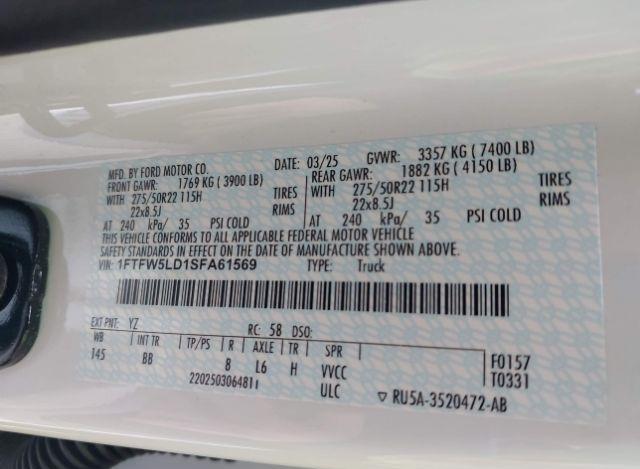 MFD. BY FORD MOTOR CO. DATE: 03/25 GVWR: 3357 KG ( 7400 LB)
FRONT GAWR: 1769 KG ( 3900 LB) REAR GAWR: 1882 KG ( 4150 LB)
WITH 275/50R22 115H TIRES WITH 275/50R22 115H TIRES
22x8.5J RIMS 22x8.5J RIMS
AT 240 kPa/ 35 PSI COLD AT 240 kPa/ 35 PSI COLD
THIS VEHICLE CONFORMS TO ALL APPLICABLE FEDERAL MOTOR VEHICLE
SAFETY STANDARDS IN EFFECT ON THE DATE OF MANUFACTURE SHOWN ABOVE.
VIN: 1FTFW5LD1SFA61569 TYPE: Truck
EXT PNT: YZ RC: 58 DSO:
WB INT TR TP/PS R AXLE TR SPR F0157
145 BB 8 L6 H VVCC T0331
2202503064811 ULC ▽ RU5A-3520472-AB